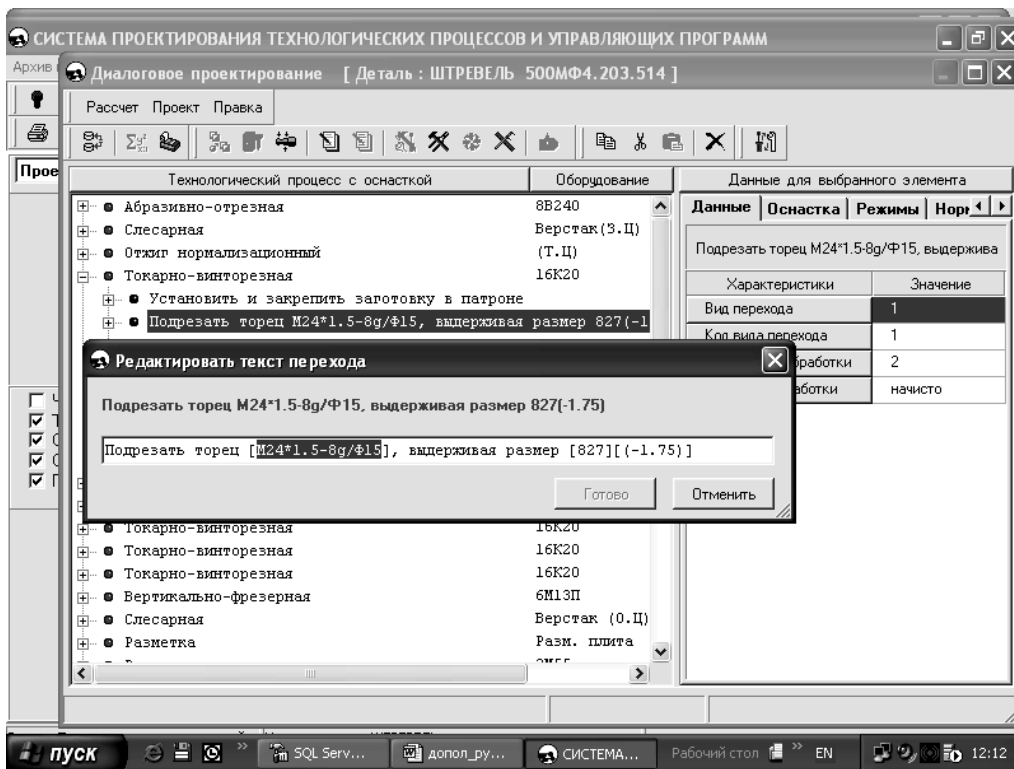 СИСТЕМА ПРОЕКТИРОВАНИЯ ТЕХНОЛОГИЧЕСКИХ ПРОЦЕССОВ И УПРАВЛЯЮЩИХ ПРОГРАММ
Архив
Диалоговое проектирование [ Деталь : ШТРЕВЕЛЬ 500МФ4.203.514 ]
Рассчет Проект Правка
Прое
Технологический процесс с оснасткой Оборудование Данные для выбранного элемента
Абразивно-отрезная 8В240
Слесарная Верстак(З.Ц)
Отжиг нормализационный (Т.Ц)
Токарно-винторезная 16К20
Установить и закрепить заготовку в патроне
Подрезать торец М24*1.5-8g/Ф15, выдерживая размер 827(-1
Данные Оснастка Режимы Норм
Подрезать торец М24*1.5-8g/Ф15, выдержива
Характеристики Значение
Вид перехода 1
Код вида перехода 1
бработки 2
аботки начисто
Редактировать текст перехода
Подрезать торец М24*1.5-8g/Ф15, выдерживая размер 827(-1.75)
Подрезать торец [М24*1.5-8g/Ф15], выдерживая размер [827][(-1.75)]
Готово Отменить
Токарно-винторезная 16К20
Токарно-винторезная 16К20
Токарно-винторезная 16К20
Вертикально-фрезерная 6М13П
Слесарная Верстак (О.Ц)
Разметка Разм. плита
пуск SQL Serv... допол_ру... СИСТЕМА... Рабочий стол EN 12:12